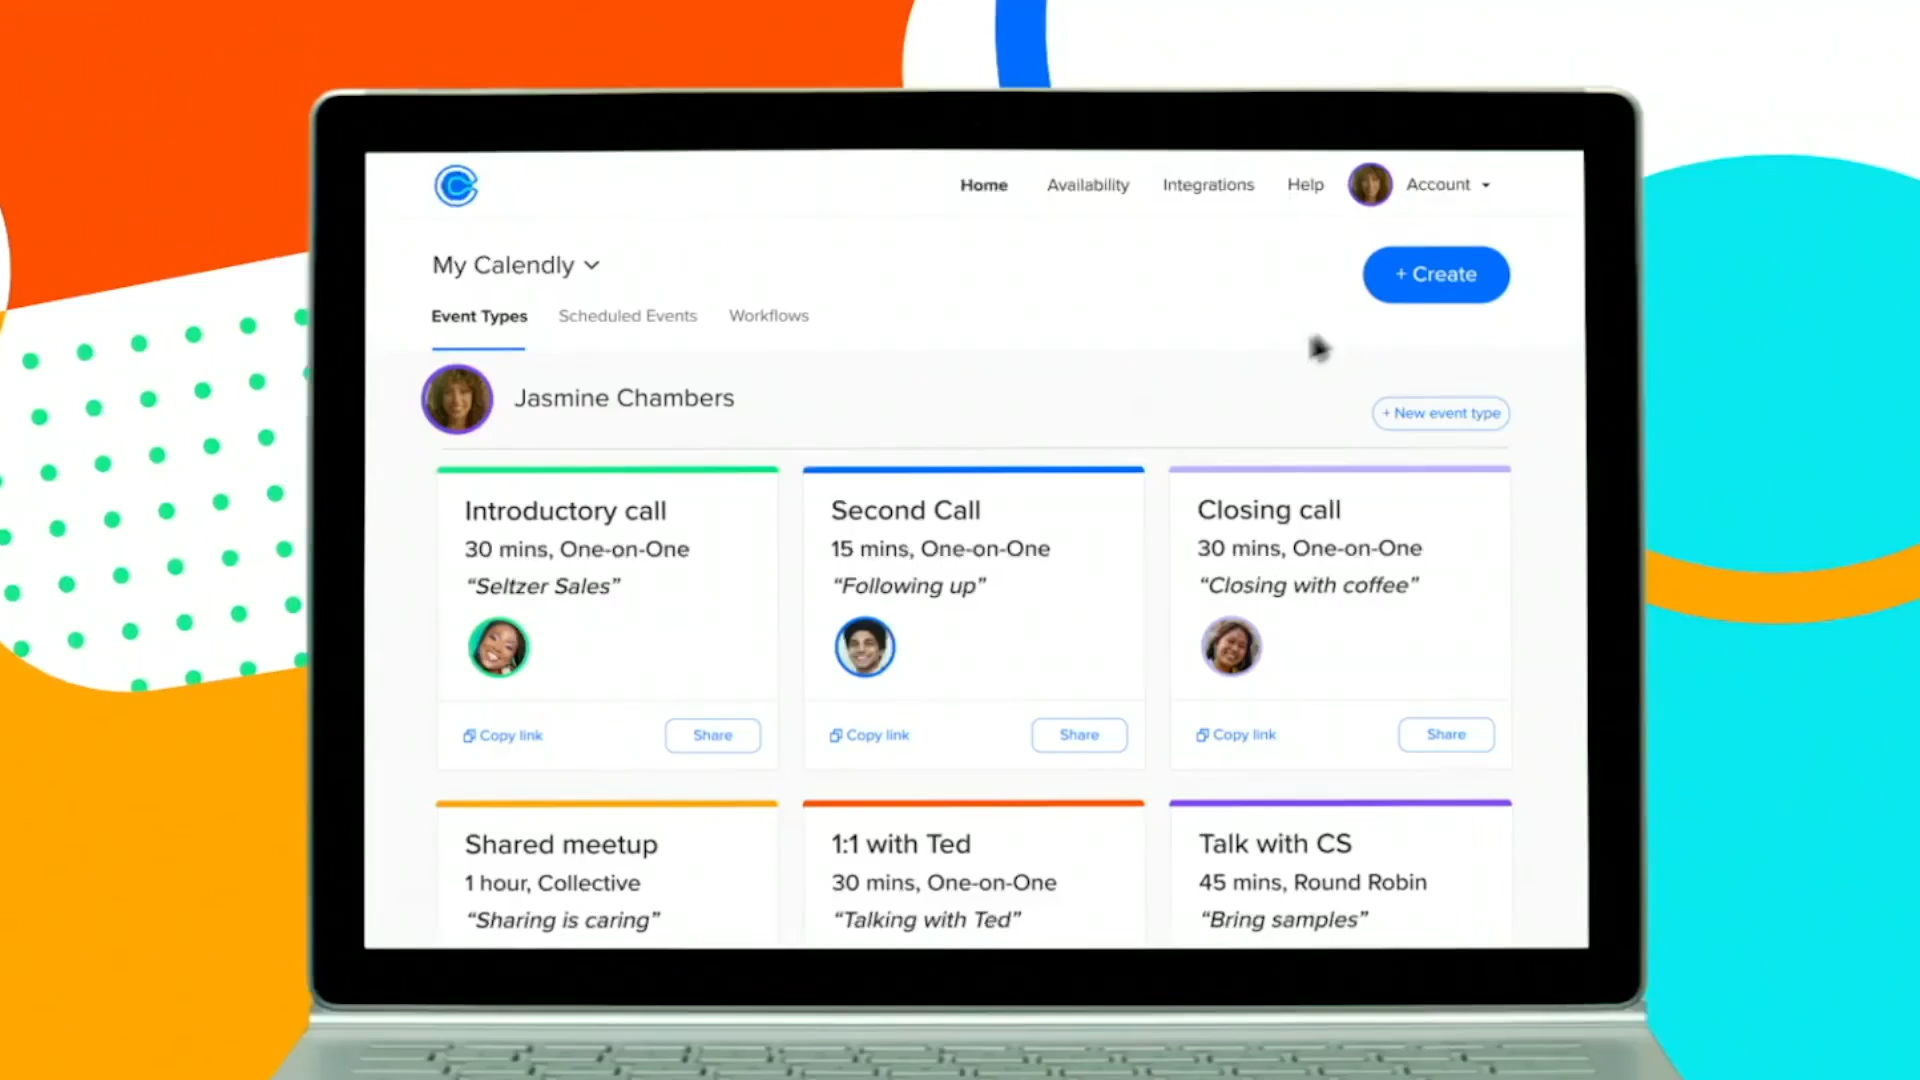 Home Availability Integrations Help Account
My Calendly
+ Create
Event Types Scheduled Events Workflows
Jasmine Chambers
+ New event type
Introductory call
30 mins, One-on-One
“Seltzer Sales”
Copy link Share
Second Call
15 mins, One-on-One
“Following up”
Copy link Share
Closing call
30 mins, One-on-One
“Closing with coffee”
Copy link Share
Shared meetup
1 hour, Collective
“Sharing is caring”
1:1 with Ted
30 mins, One-on-One
“Talking with Ted”
Talk with CS
45 mins, Round Robin
“Bring samples”